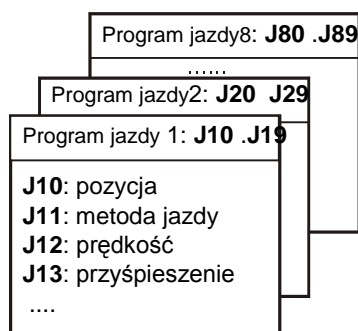 Program jazdy8: J80 .J89
......
Program jazdy2: J20 J29
Program jazdy 1: J10 .J19
J10: pozycja
J11: metoda jazdy
J12: prędkość
J13: przyśpieszenie
....